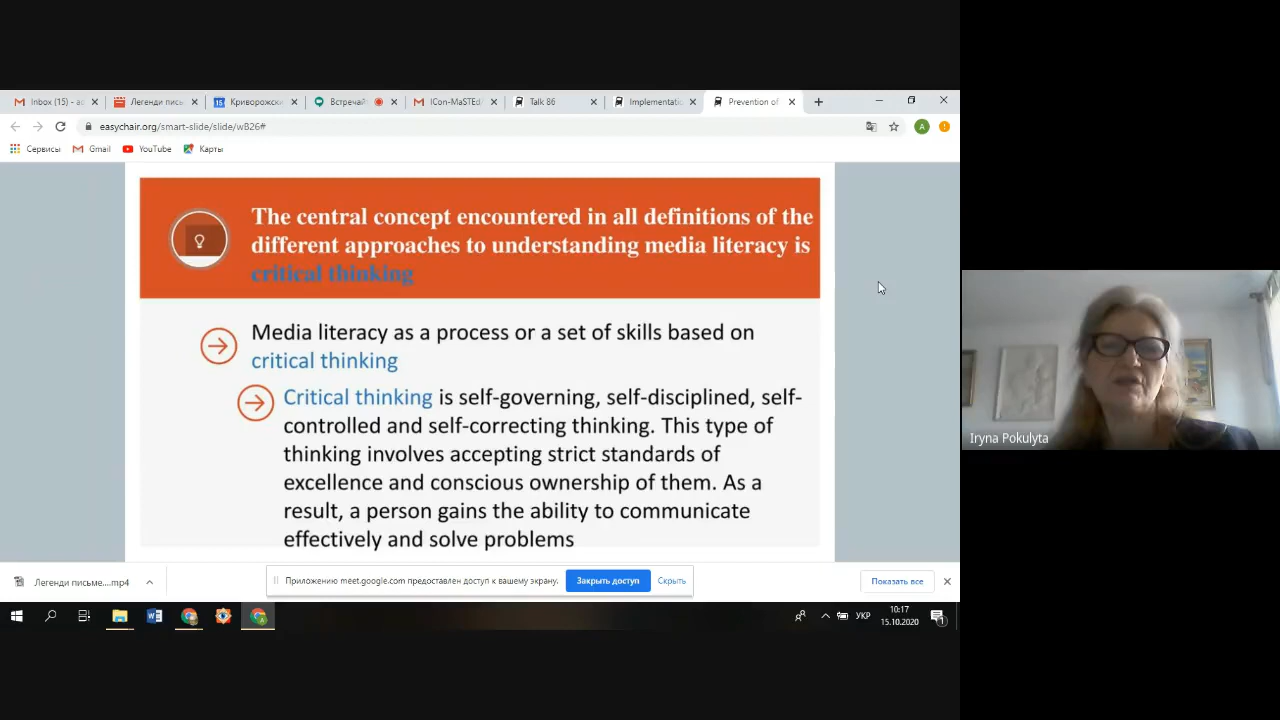 Inbox (15) - ad
Легенди пись
15
Криворожски
Встречай
ICon-MaSTEd
Talk 86
Implementatio
Prevention of
easychair.org/smart-slide/slide/wB26#
A
Сервисы
Gmail
YouTube
Карты
The central concept encountered in all definitions of the
different approaches to understanding media literacy is
critical thinking
Media literacy as a process or a set of skills based on
critical thinking
Critical thinking is self-governing, self-disciplined, self-
controlled and self-correcting thinking. This type of
thinking involves accepting strict standards of
excellence and conscious ownership of them. As a
result, a person gains the ability to communicate
effectively and solve problems
Iryna Pokulyta
Легенди письме....mp4
Приложению meet.google.com предоставлен доступ к вашему экрану.
Закрыть доступ
Скрыть
Показать все
УКР
10:17
15.10.2020
1